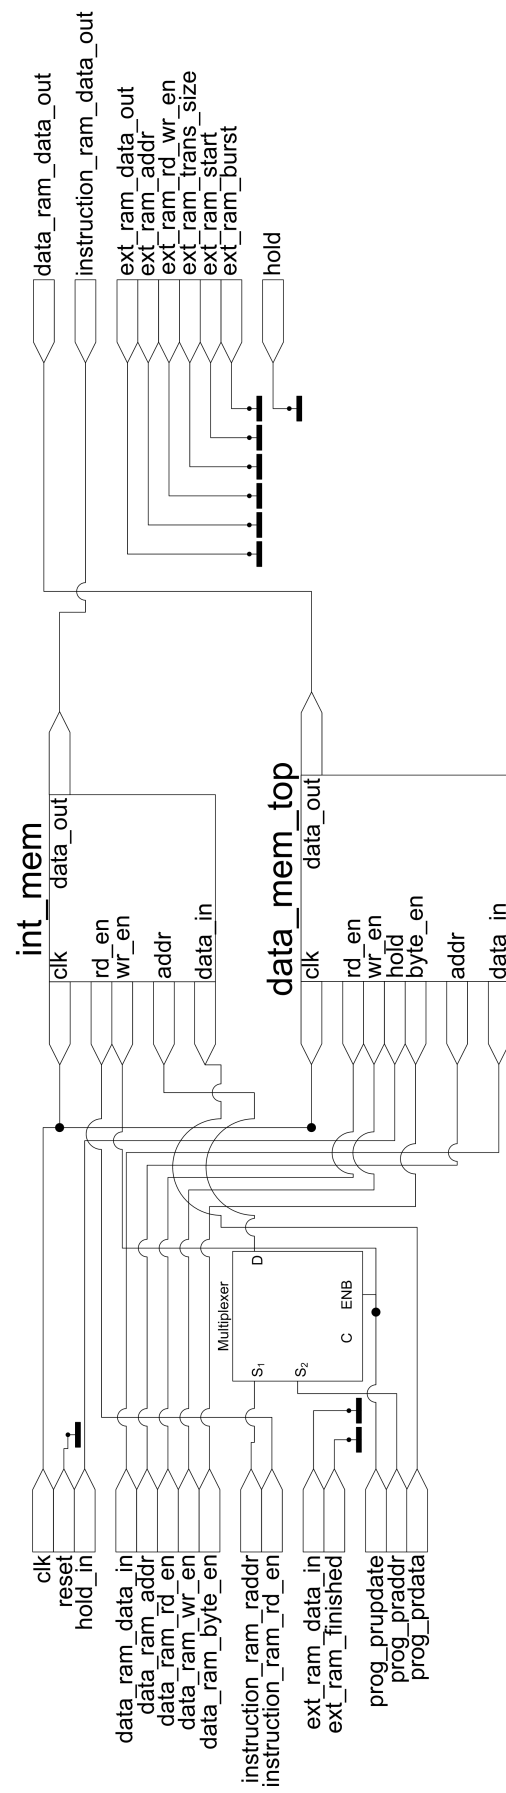 clk
reset
hold_in
data_ram_data_in
data_ram_addr
data_ram_rd_en
data_ram_wr_en
data_ram_byte_en
instruction_ram_raddr
instruction_ram_rd_en
ext_ram_data_in
ext_ram_finished
prog_prupdate
prog_praddr
prog_prdata
Multiplexer
S1
S2
D
C
ENB
int_mem
clk
rd_en
wr_en
addr
data_in
data_out
data_mem_top
clk
rd_en
wr_en
hold
byte_en
addr
data_in
data_out
data_ram_data_out
instruction_ram_data_out
ext_ram_data_out
ext_ram_addr
ext_ram_rd_wr_en
ext_ram_trans_size
ext_ram_start
ext_ram_burst
hold